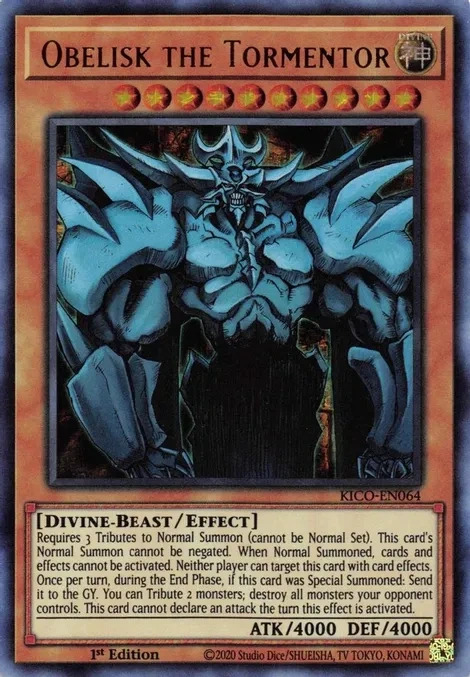 OBELISK THE TORMENTOR
DIVINE
神
KICO-EN064
[DIVINE-BEAST/EFFECT]
Requires 3 Tributes to Normal Summon (cannot be Normal Set). This card's
Normal Summon cannot be negated. When Normal Summoned, cards and
effects cannot be activated. Neither player can target this card with card effects.
Once per turn, during the End Phase, if this card was Special Summoned: Send
it to the GY. You can Tribute 2 monsters; destroy all monsters your opponent
controls. This card cannot declare an attack the turn this effect is activated.
ATK/4000 DEF/4000
1st Edition
©2020 Studio Dice/SHUEISHA, TV TOKYO, KONAMI